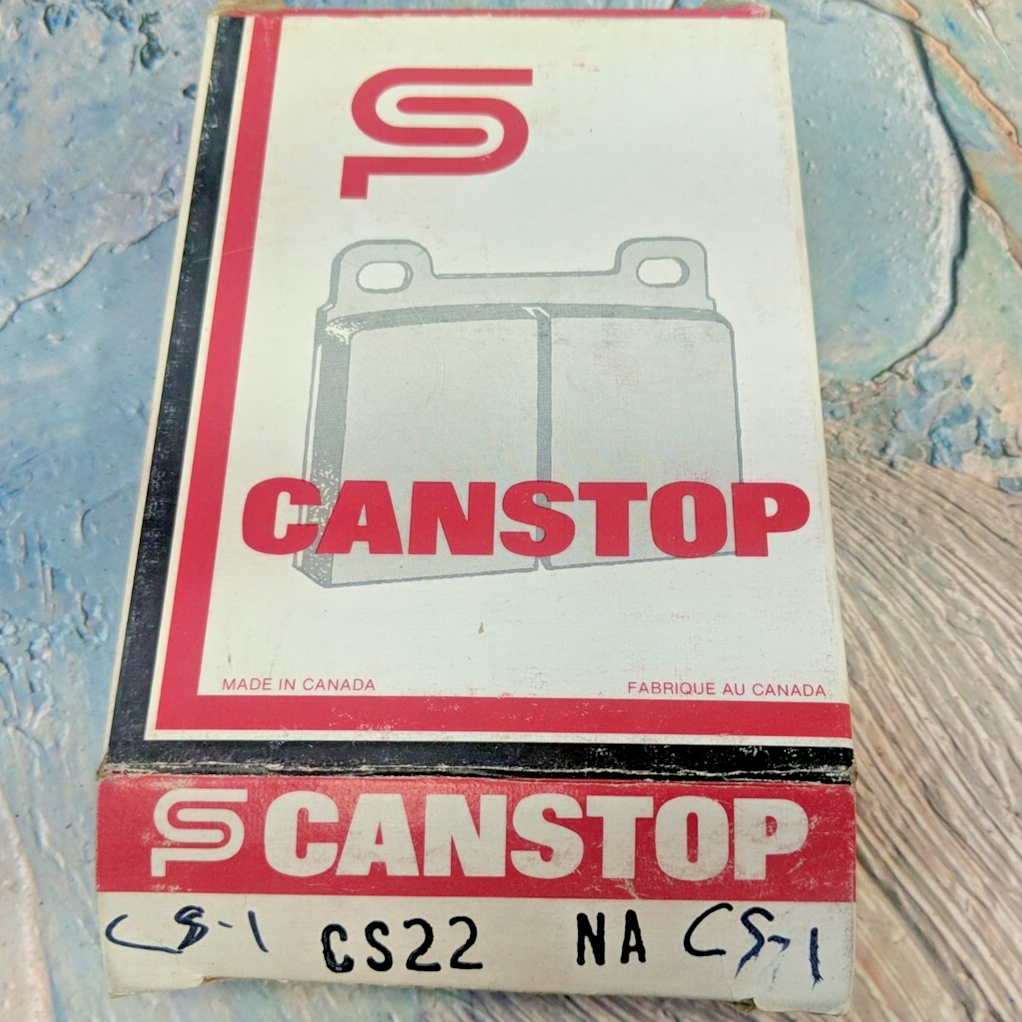 CANSTOP
MADE IN CANADA FABRIQUE AU CANADA
CANSTOP
CS-1 CS22 NA CS-1